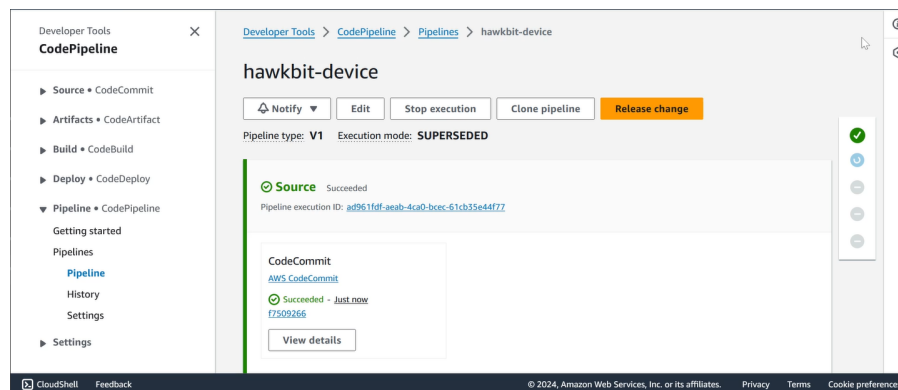 Developer Tools
CodePipeline
Source • CodeCommit
Artifacts • CodeArtifact
Build • CodeBuild
Deploy • CodeDeploy
Pipeline • CodePipeline
Getting started
Pipelines
Pipeline
History
Settings
Settings
Developer Tools > CodePipeline > Pipelines > hawkbit-device
hawkbit-device
Notify Edit Stop execution Clone pipeline Release change
Pipeline type: V1 Execution mode: SUPERSEDED
Source Succeeded
Pipeline execution ID: ad961fdf-aeab-4ca0-bcec-61cb35e44f77
CodeCommit
AWS CodeCommit
Succeeded - Just now
f7509266
View details
CloudShell Feedback © 2024, Amazon Web Services, Inc. or its affiliates. Privacy Terms Cookie preference